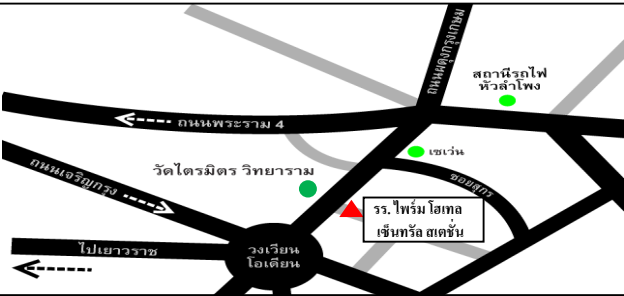 ถนนผดุงกรุงเกษม
สถานีรถไฟ
หัวลำโพง
ถนนพระราม 4
เซเว่น
วัดไตรมิตร วิทยาราม
ถนนเจริญกรุง
ซอยสุกร
รร. ไพร์ม โฮเทล
เซ็นทรัล สเตชั่น
ไปเยาวราช
วงเวียน
โอเดียน